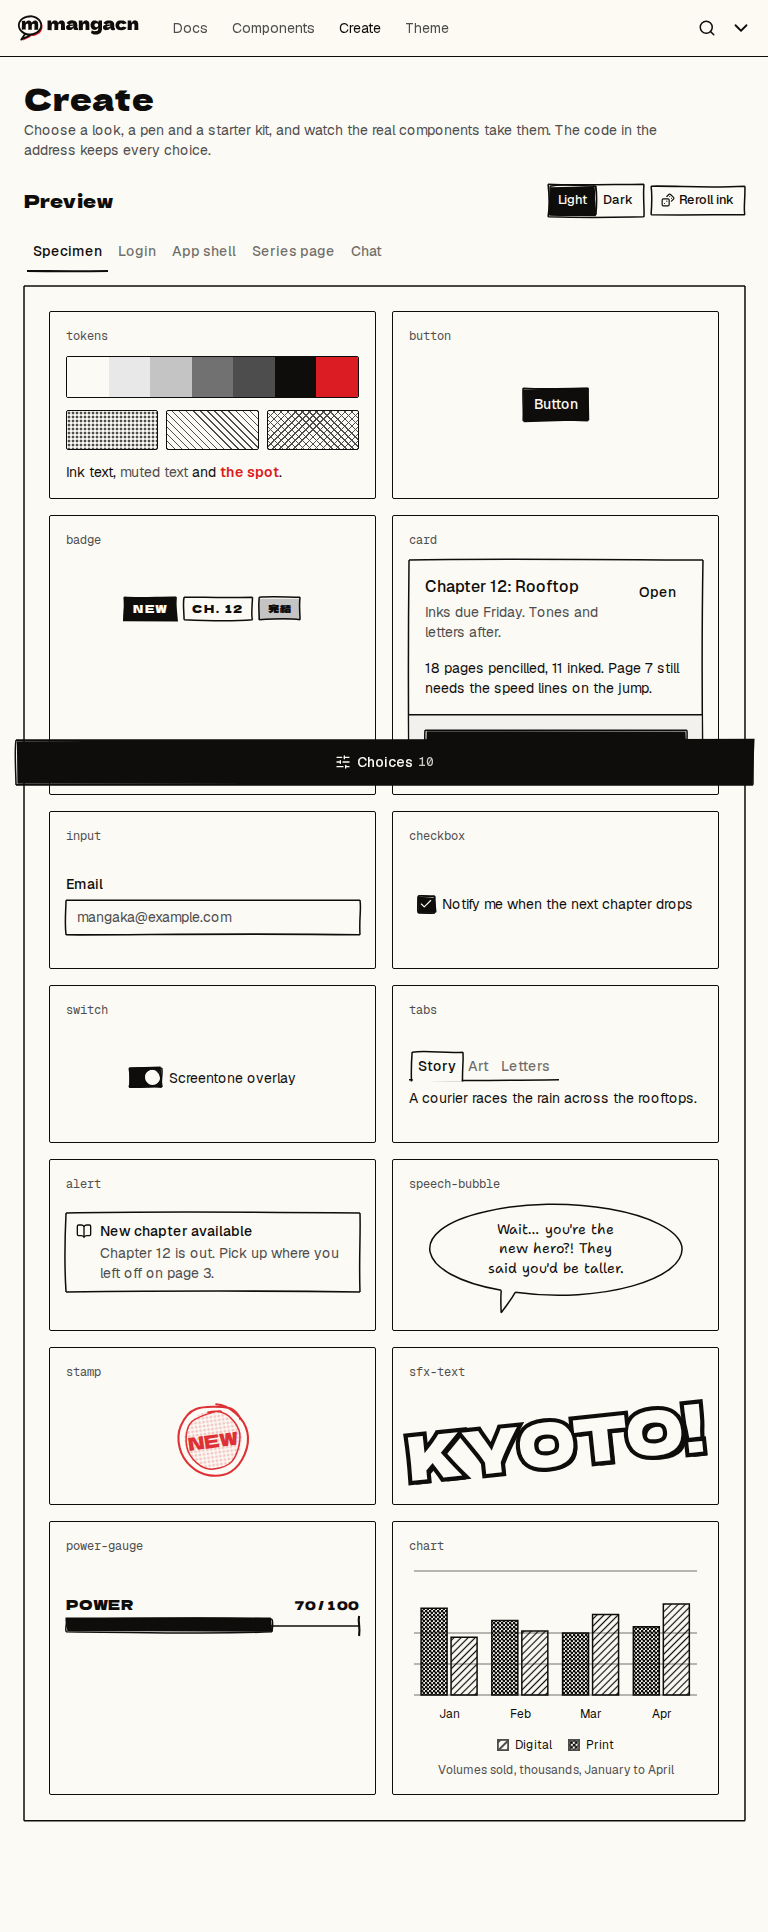 mangacn
Docs
Components
Create
Theme
Create
Choose a look, a pen and a starter kit, and watch the real components take them. The code in the
address keeps every choice.
Preview
Light
Dark
Reroll ink
Specimen
Login
App shell
Series page
Chat
tokens
Ink text, muted text and the spot.
button
Button
badge
NEW
CH. 12
完結
card
Chapter 12: Rooftop
Open
Inks due Friday. Tones and
letters after.
18 pages pencilled, 11 inked. Page 7 still
needs the speed lines on the jump.
Choices 10
input
Email
mangaka@example.com
checkbox
Notify me when the next chapter drops
switch
Screentone overlay
tabs
Story
Art
Letters
A courier races the rain across the rooftops.
alert
New chapter available
Chapter 12 is out. Pick up where you
left off on page 3.
speech-bubble
Wait... you're the
new hero?! They
said you'd be taller.
stamp
NEW
sfx-text
KYOTO!
power-gauge
POWER
70/100
chart
Jan
Feb
Mar
Apr
Digital
Print
Volumes sold, thousands, January to April